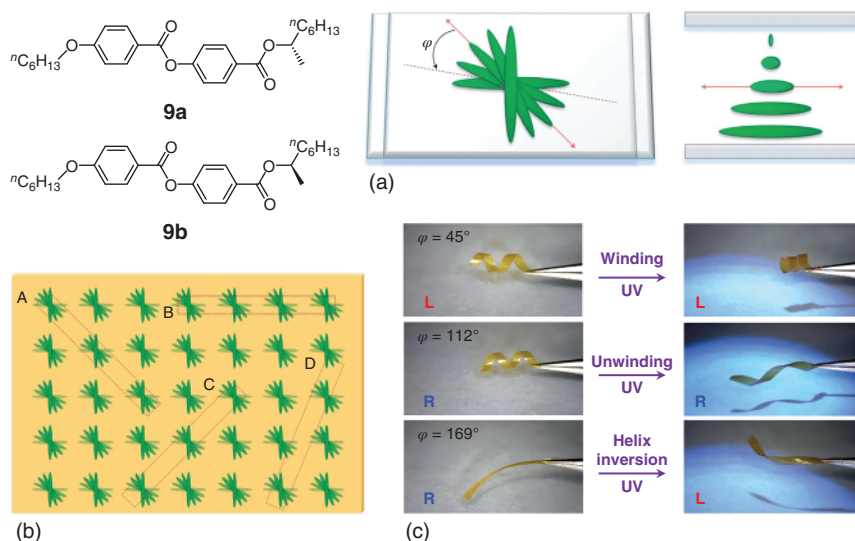 ⁿC₆H₁₃
O
O
O
ⁿC₆H₁₃
O
O
O
9a
ⁿC₆H₁₃
O
O
O
ⁿC₆H₁₃
O
O
O
9b
φ
(a)
A
B
C
D
(b)
φ = 45°
L
Winding
UV
L
φ = 112°
R
Unwinding
UV
R
φ = 169°
R
Helix
inversion
UV
L
(c)